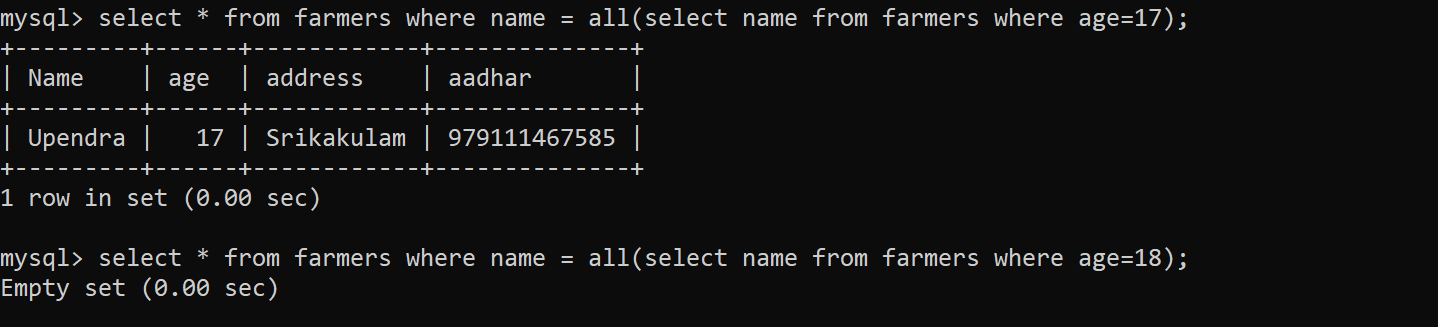 mysql> select * from farmers where name = all(select name from farmers where age=17);
+---------+------+------------+--------------+
| Name    | age  | address    | aadhar       |
+---------+------+------------+--------------+
| Upendra |   17 | Srikakulam | 979111467585 |
+---------+------+------------+--------------+
1 row in set (0.00 sec)

mysql> select * from farmers where name = all(select name from farmers where age=18);
Empty set (0.00 sec)